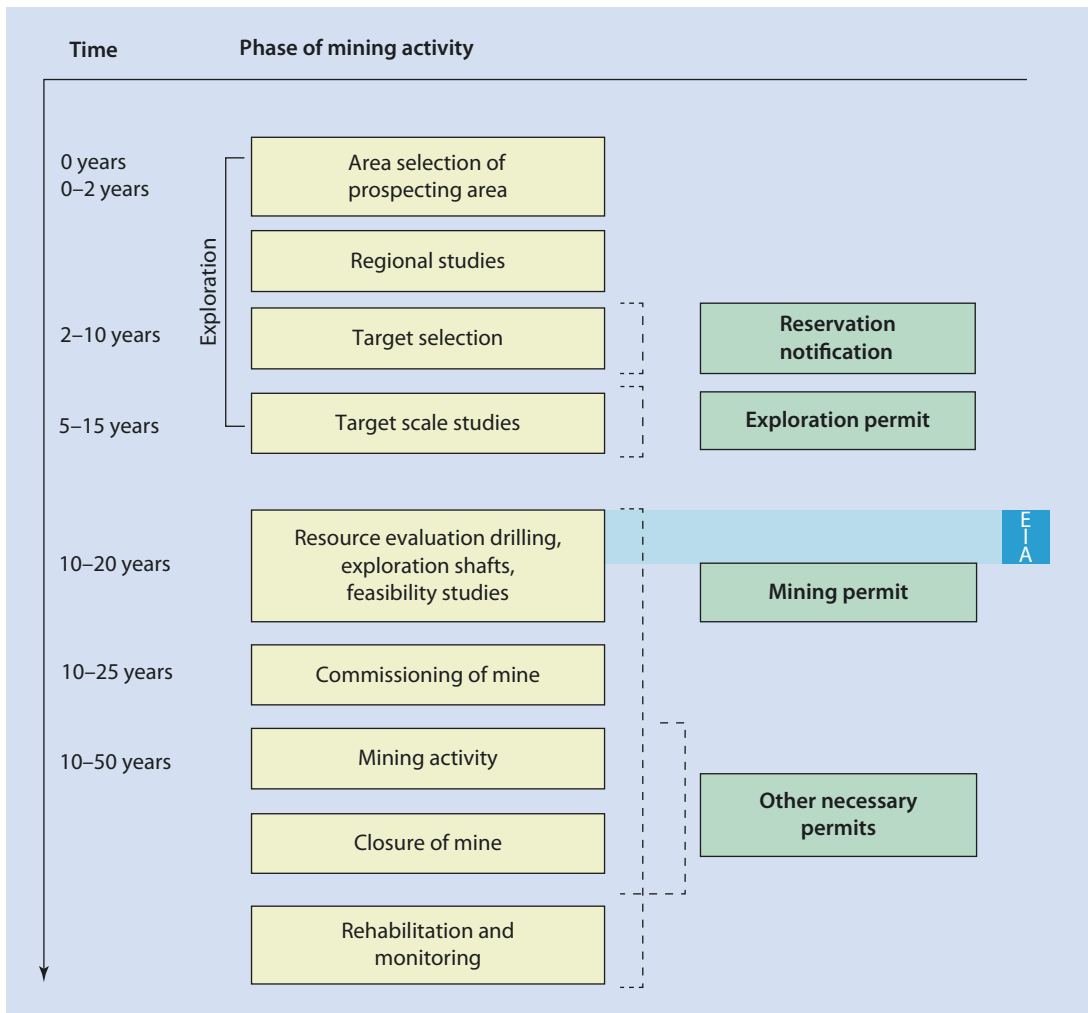 Time
Phase of mining activity
0 years
0–2 years
Exploration
Area selection of
prospecting area
Regional studies
2–10 years
Target selection
Reservation
notification
5–15 years
Target scale studies
Exploration permit
10–20 years
Resource evaluation drilling,
exploration shafts,
feasibility studies
E
I
A
Mining permit
10–25 years
Commissioning of mine
10–50 years
Mining activity
Other necessary
permits
Closure of mine
Rehabilitation and
monitoring